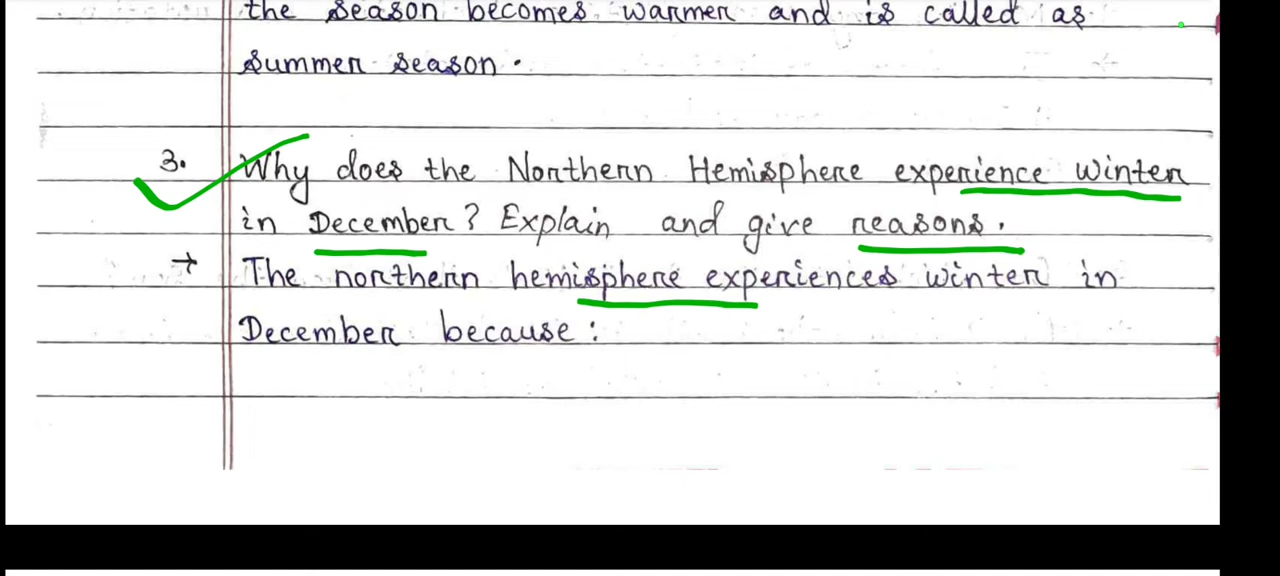 the season becomes warmer and is called as
summer season.
3. Why does the Northern Hemisphere experience winter
in December? Explain and give reasons.
→ The northern hemisphere experiences winter in
December because: